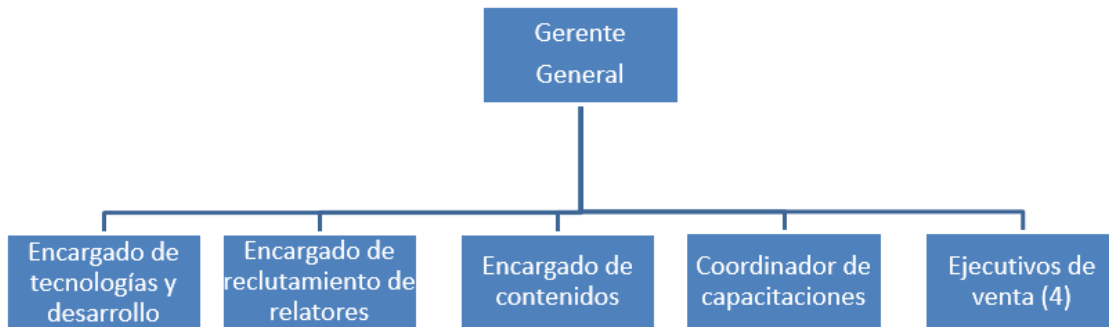 Gerente
General
Encargado de
tecnologías y
desarrollo
Encargado de
reclutamiento de
relatores
Encargado de
contenidos
Coordinador de
capacitaciones
Ejecutivos de
venta (4)